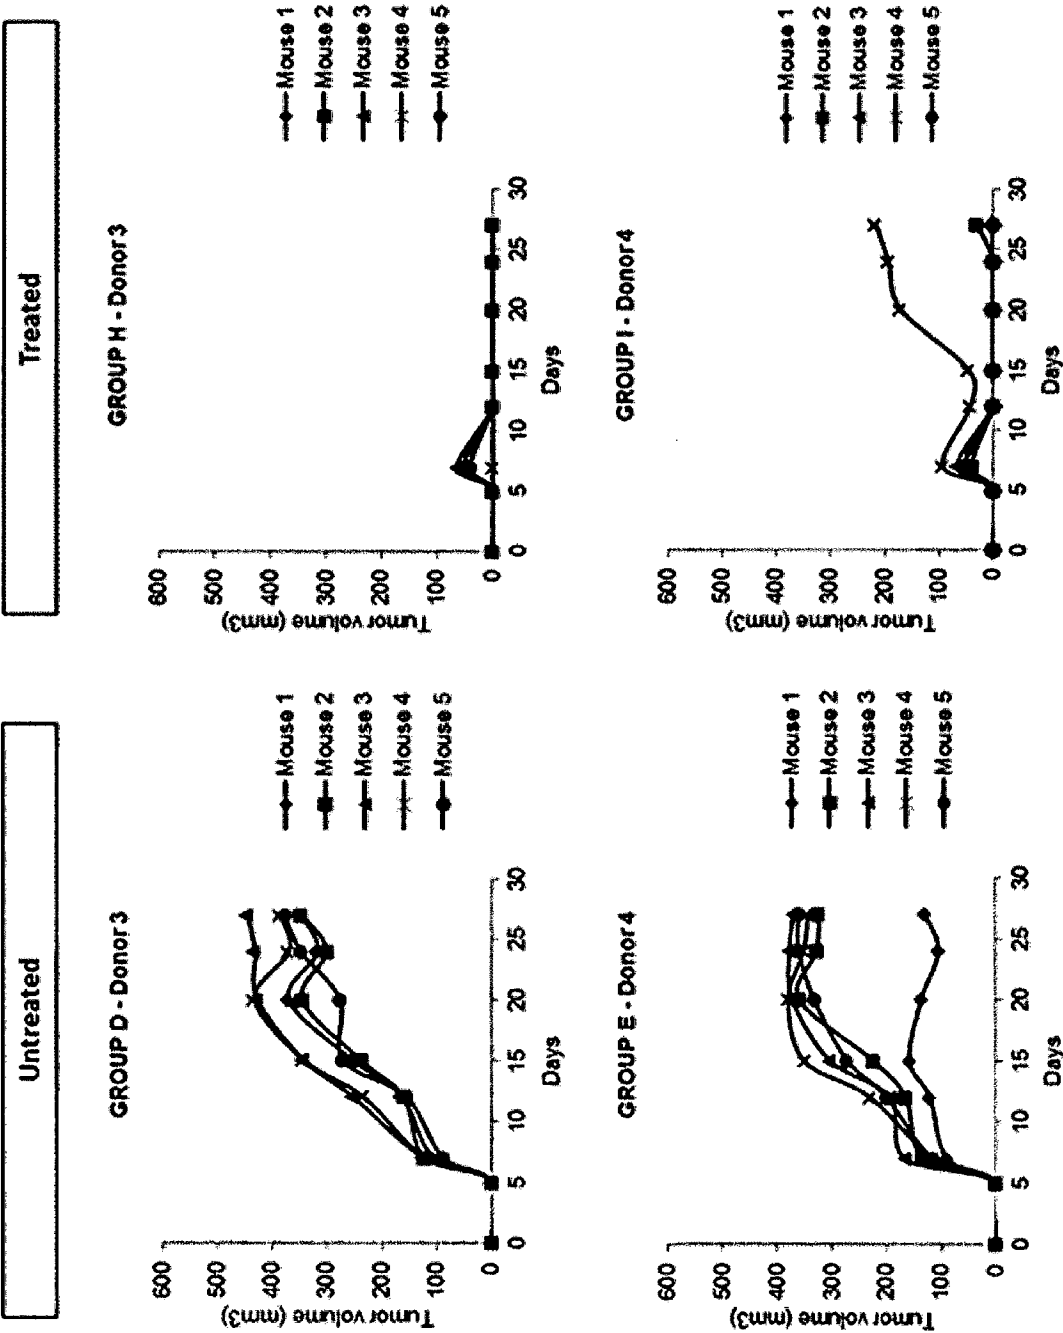 Untreated
Treated
GROUP D - Donor 3
Tumor volume (mm3)
600
500
400
300
200
100
0
0 5 10 15 20 25 30
Days
Mouse 1
Mouse 2
Mouse 3
Mouse 4
Mouse 5
GROUP H - Donor 3
Tumor volume (mm3)
600
500
400
300
200
100
0
0 5 10 15 20 25 30
Days
Mouse 1
Mouse 2
Mouse 3
Mouse 4
Mouse 5
GROUP E - Donor 4
Tumor volume (mm3)
600
500
400
300
200
100
0
0 5 10 15 20 25 30
Days
Mouse 1
Mouse 2
Mouse 3
Mouse 4
Mouse 5
GROUP I - Donor 4
Tumor volume (mm3)
600
500
400
300
200
100
0
0 5 10 15 20 25 30
Days
Mouse 1
Mouse 2
Mouse 3
Mouse 4
Mouse 5